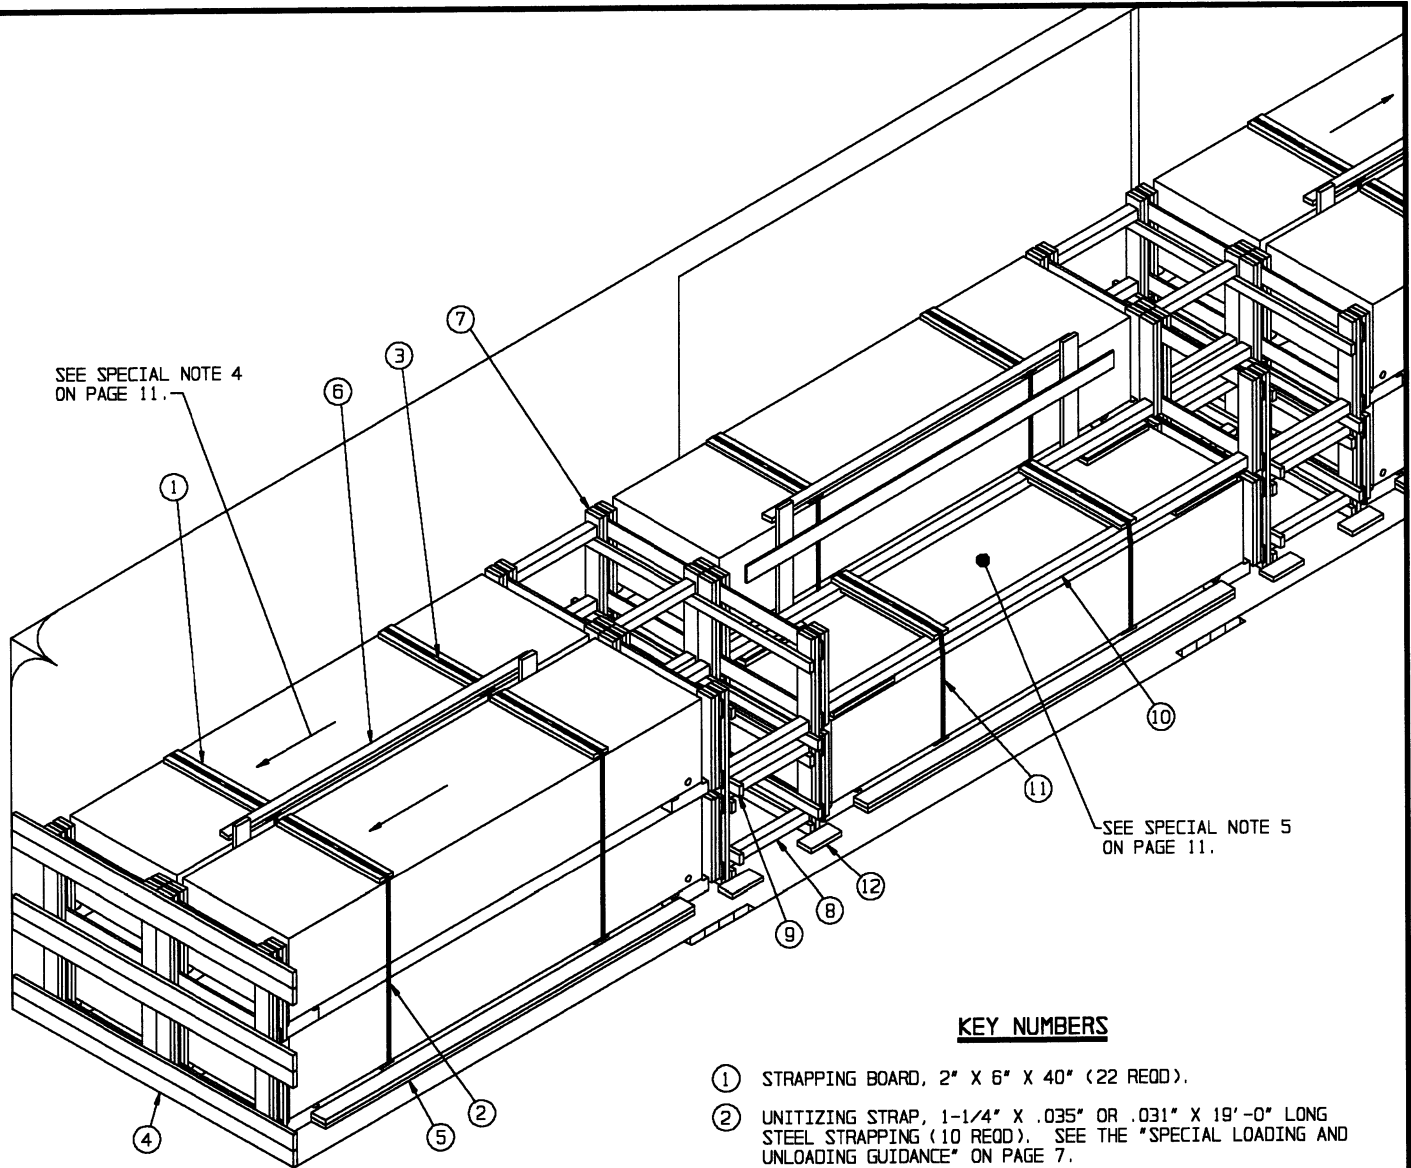 SEE SPECIAL NOTE 4
ON PAGE 11.
1
6
3
7
SEE SPECIAL NOTE 5
ON PAGE 11.
10
11
12
8
9
2
5
4
KEY NUMBERS
1 STRAPPING BOARD, 2" X 6" X 40" (22 REQD).
2 UNITIZING STRAP, 1-1/4" X .035" OR .031" X 19'-0" LONG
STEEL STRAPPING (10 REQD). SEE THE "SPECIAL LOADING AND
UNLOADING GUIDANCE" ON PAGE 7.